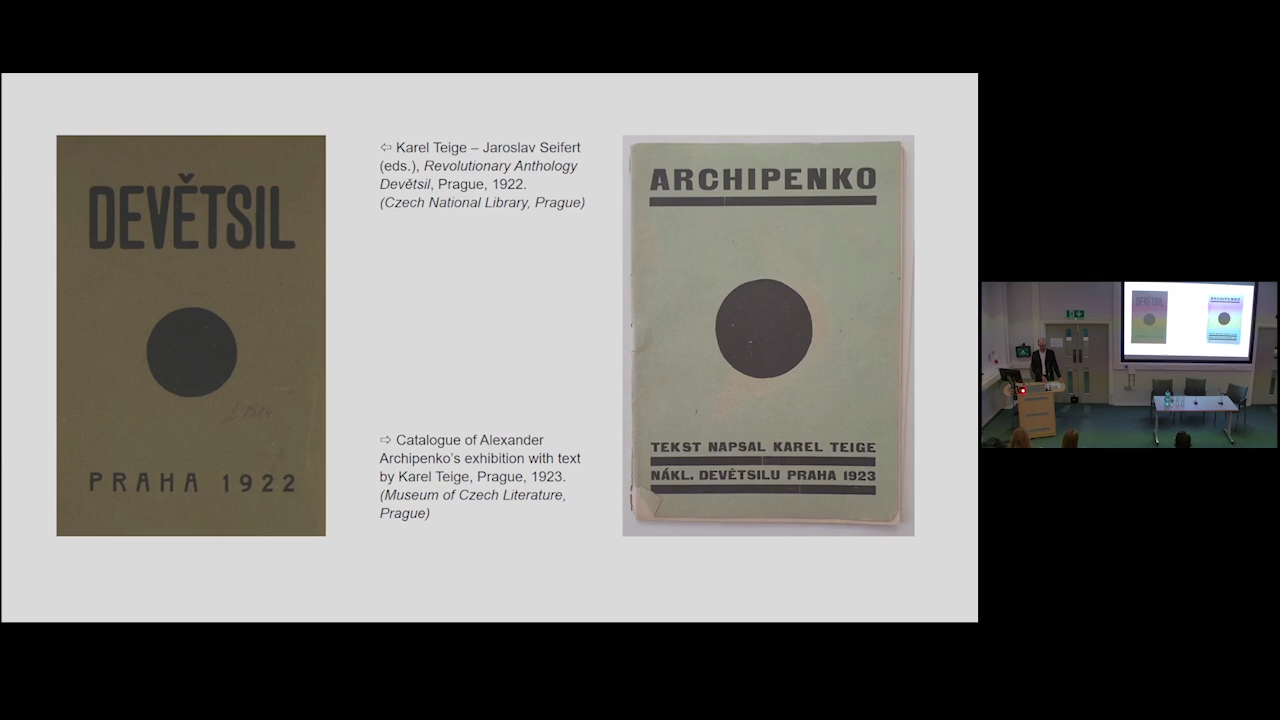 DEVĚTSIL
PRAHA 1922
⇦ Karel Teige – Jaroslav Seifert
(eds.), Revolutionary Anthology
Devětsil, Prague, 1922.
(Czech National Library, Prague)
⇨ Catalogue of Alexander
Archipenko’s exhibition with text
by Karel Teige, Prague, 1923.
(Museum of Czech Literature,
Prague)
ARCHIPENKO
TEKST NAPSAL KAREL TEIGE
NÁKL. DEVĚTSILU PRAHA 1923
DEVĚTSIL
ARCHIPENKO